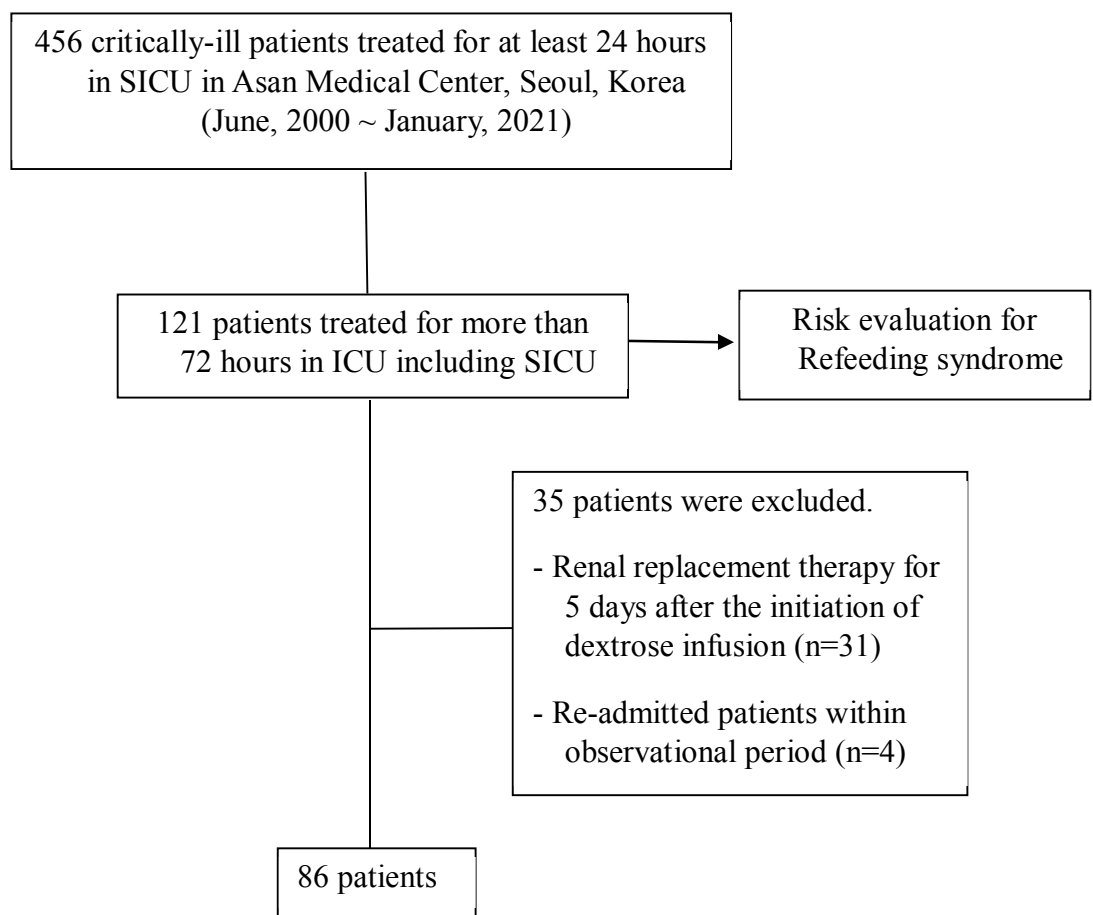 456 critically-ill patients treated for at least 24 hours
in SICU in Asan Medical Center, Seoul, Korea
(June, 2000 ~ January, 2021)
121 patients treated for more than
72 hours in ICU including SICU
Risk evaluation for
Refeeding syndrome
35 patients were excluded.
- Renal replacement therapy for
5 days after the initiation of
dextrose infusion (n=31)
- Re-admitted patients within
observational period (n=4)
86 patients